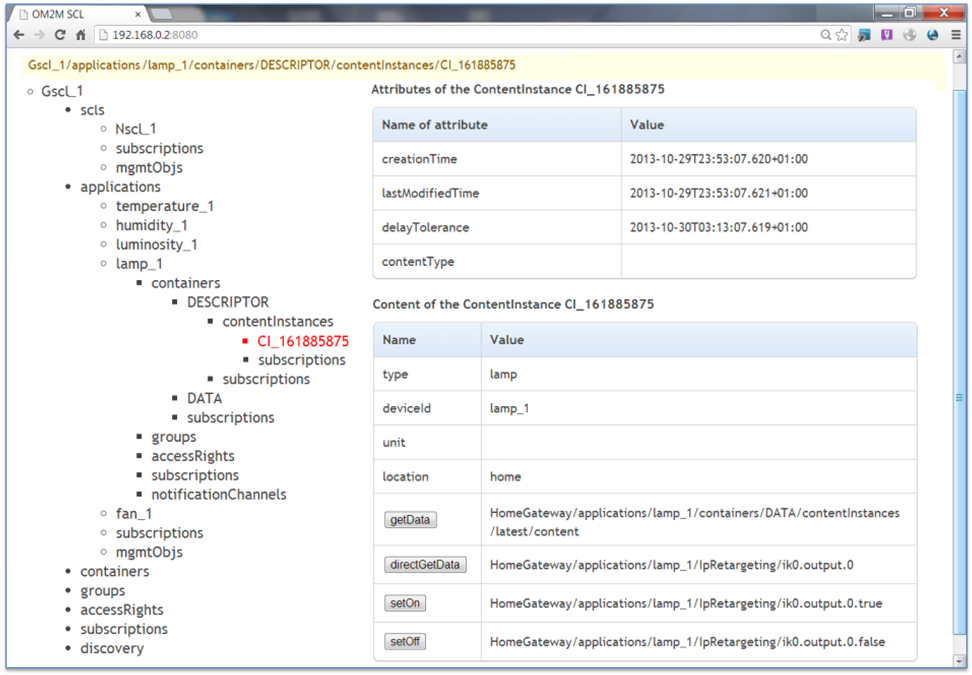 OM2M SCL
192.168.0.2:8080
Gscl_1/applications/lamp_1/containers/DESCRIPTOR/contentInstances/CI_161885875
Gscl_1
scls
Nscl_1
subscriptions
mgmtObjs
applications
temperature_1
humidity_1
luminosity_1
lamp_1
containers
DESCRIPTOR
contentInstances
CI_161885875
subscriptions
subscriptions
DATA
subscriptions
groups
accessRights
subscriptions
notificationChannels
fan_1
subscriptions
mgmtObjs
containers
groups
accessRights
subscriptions
discovery
Attributes of the ContentInstance CI_161885875
Name of attribute Value
creationTime 2013-10-29T23:53:07.620+01:00
lastModifiedTime 2013-10-29T23:53:07.621+01:00
delayTolerance 2013-10-30T03:13:07.619+01:00
contentType
Content of the ContentInstance CI_161885875
Name Value
type lamp
deviceId lamp_1
unit
location home
getData HomeGateway/applications/lamp_1/containers/DATA/contentInstances
/latest/content
directGetData HomeGateway/applications/lamp_1/IpRetargeting/ik0.output.0
setOn HomeGateway/applications/lamp_1/IpRetargeting/ik0.output.0.true
setOff HomeGateway/applications/lamp_1/IpRetargeting/ik0.output.0.false